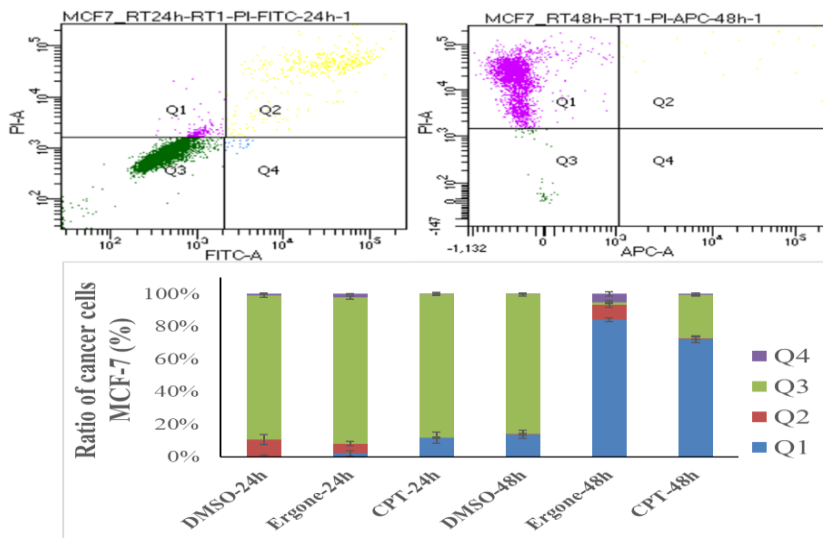 MCF7_RT24h-RT1-PI-FITC-24h-1
PI-A
10^5
10^4
10^3
10^2
Q1
Q2
Q3
Q4
10^2
10^3
10^4
10^5
FITC-A
MCF7_RT48h-RT1-PI-APC-48h-1
PI-A
10^5
10^4
10^3
10^2
0
-147
Q1
Q2
Q3
Q4
-1,132
0
10^3
10^4
10^5
APC-A
Ratio of cancer cells
MCF-7 (%)
100%
80%
60%
40%
20%
0%
DMSO-24h
Ergone-24h
CPT-24h
DMSO-48h
Ergone-48h
CPT-48h
Q4
Q3
Q2
Q1